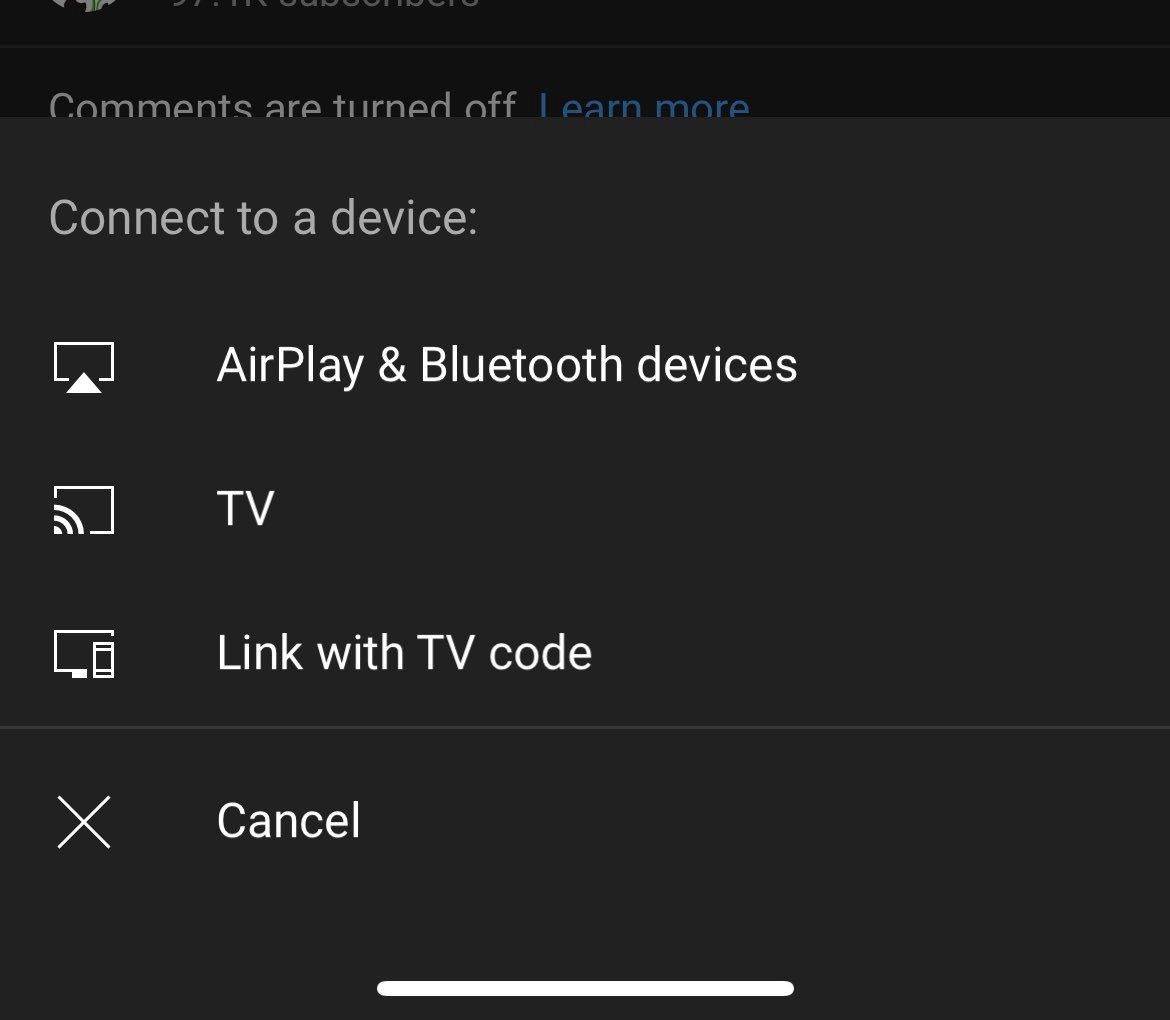 subscribers
Comments are turned off Learn more
Connect to a device:
AirPlay & Bluetooth devices
TV
Link with TV code
Cancel